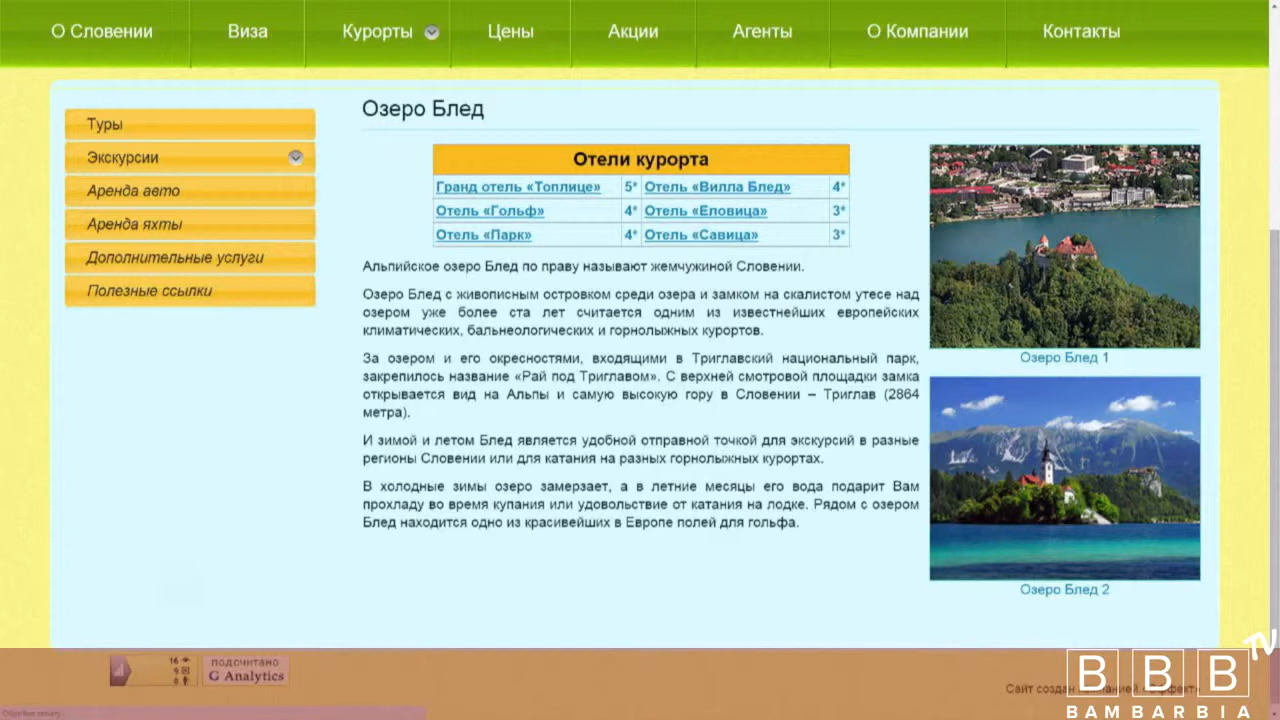 О Словении Виза Курорты Цены Акции Агенты О Компании Контакты
Туры
Экскурсии
Аренда авто
Аренда яхты
Дополнительные услуги
Полезные ссылки
Озеро Блед
Отели курорта
Гранд отель «Топлице» 5* Отель «Вилла Блед» 4*
Отель «Гольф» 4* Отель «Еловица» 3*
Отель «Парк» 4* Отель «Савица» 3*
Альпийское озеро Блед по праву называют жемчужиной Словении.
Озеро Блед с живописным островком среди озера и замком на скалистом утесе над
озером уже более ста лет считается одним из известнейших европейских
климатических, бальнеологических и горнолыжных курортов.
За озером и его окресностями, входящими в Триглавский национальный парк,
закрепилось название «Рай под Триглавом». С верхней смотровой площадки замка
открывается вид на Альпы и самую высокую гору в Словении – Триглав (2864
метра).
И зимой и летом Блед является удобной отправной точкой для экскурсий в разные
регионы Словении или для катания на разных горнолыжных курортах.
В холодные зимы озеро замерзает, а в летние месяцы его вода подарит Вам
прохладу во время купания или удовольствие от катания на лодке. Рядом с озером
Блед находится одно из красивейших в Европе полей для гольфа.
Озеро Блед 1
Озеро Блед 2
16
9
8
подсчитано
G Analytics
Сайт создан
BBB TV
BAMBARBIA